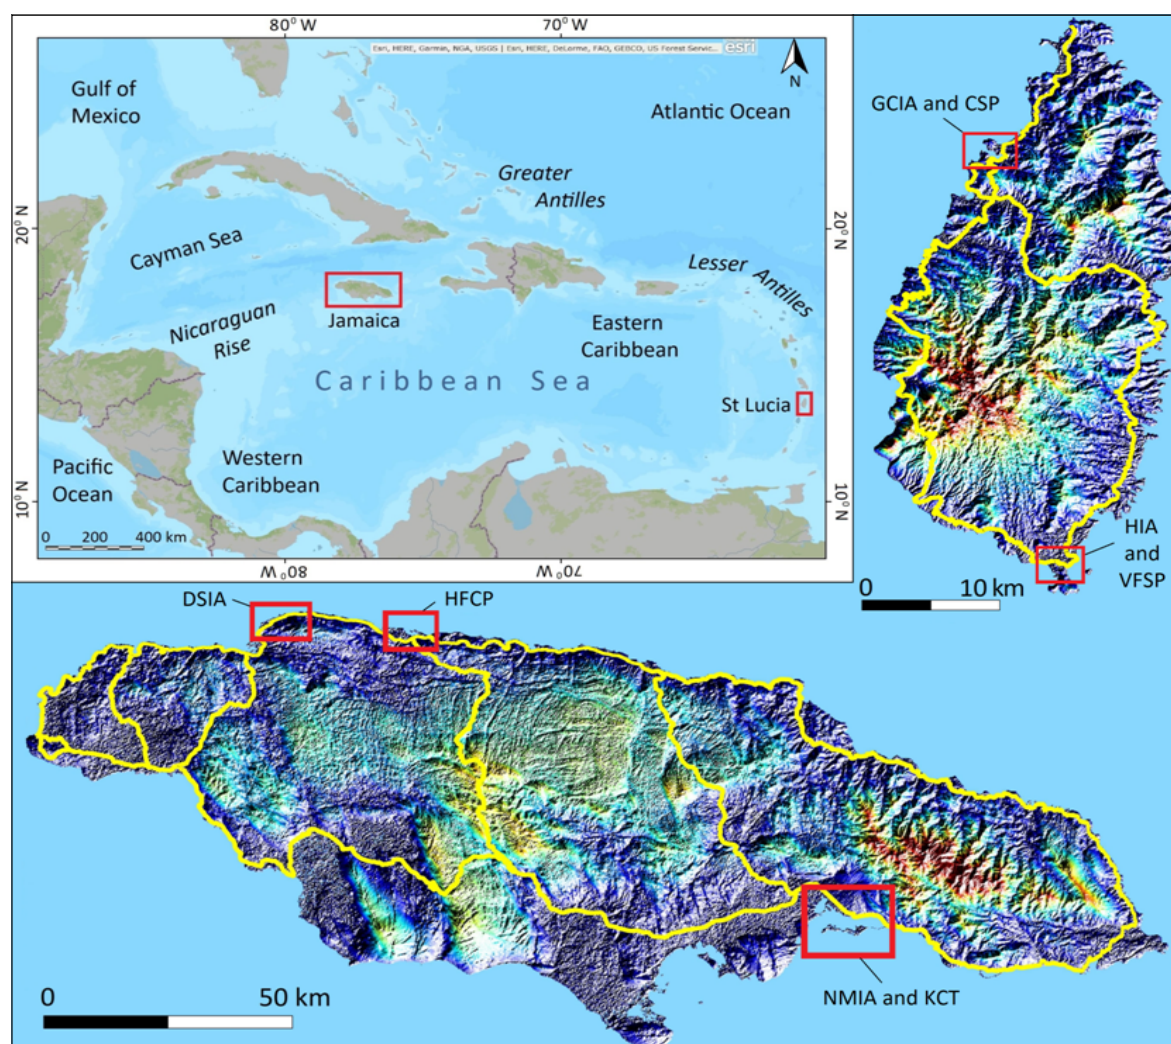 80°W
70°W
Esri, HERE, Garmin, NGA, USGS | Esri, HERE, DeLorme, FAO, GEBCO, US Forest Servic...
esri
N
Gulf of
Mexico
Atlantic Ocean
Greater
Antilles
20°N
20°N
Cayman Sea
Lesser
Antilles
Jamaica
Nicaraguan
Rise
Eastern
Caribbean
Caribbean Sea
St Lucia
Western
Caribbean
Pacific
Ocean
10°N
10°N
0 200 400 km
80°W
70°W
GCIA and CSP
HIA
and
VFSP
0 10 km
DSIA
HFCP
NMIA and KCT
0 50 km